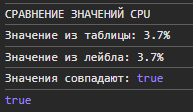 СРАВНЕНИЕ ЗНАЧЕНИЙ CPU
Значение из таблицы: 3.7%
Значение из лейбла: 3.7%
Значения совпадают: true
true